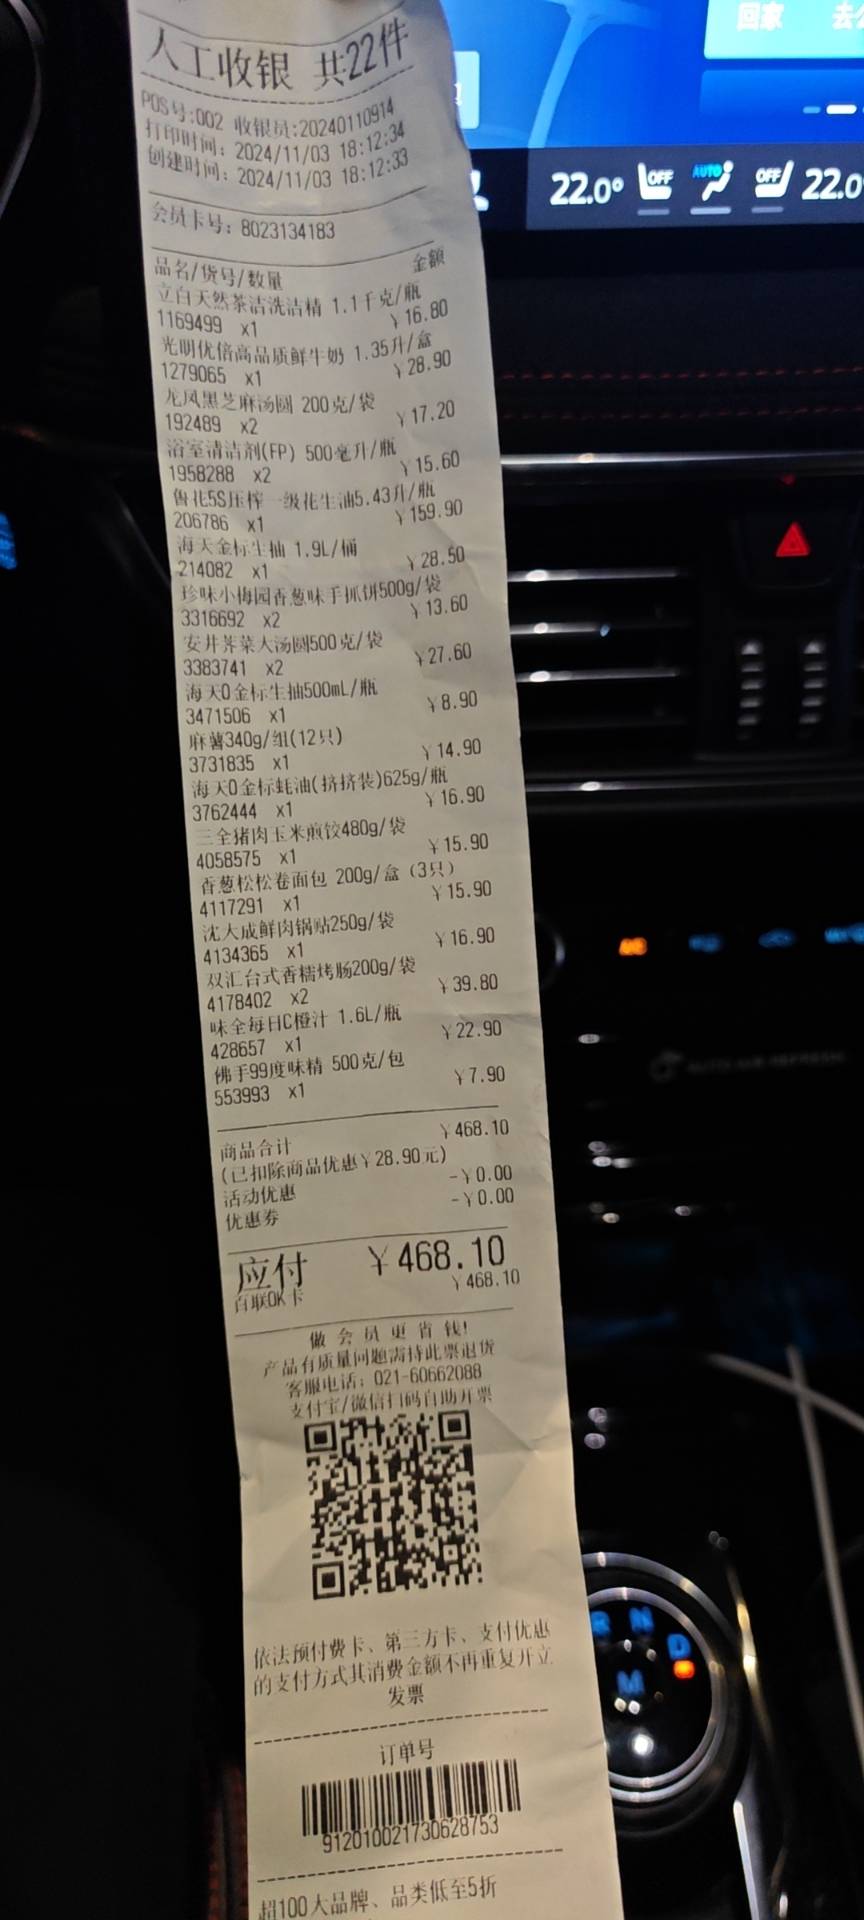 回家
去
人工收银 共22件
POS号:002 收银员:20240110914
打印时间: 2024/11/03 18:12:34
创建时间: 2024/11/03 18:12:33
22.0° OFF AUTO OFF 22.0
会员卡号: 8023134183
品名/货号/数量 金额
立白天然茶洁洗洁精 1.1千克/瓶
1169499 x1 ¥16.80
光明优倍高品质鲜牛奶 1.35升/盒
1279065 x1 ¥28.90
龙凤黑芝麻汤圆 200克/袋
192489 x2 ¥17.20
浴室清洁剂(FP) 500毫升/瓶
1958288 x2 ¥15.60
鲁花5S压榨一级花生油5.43升/瓶
206786 x1 ¥159.90
海天金标生抽 1.9L/桶
214082 x1 ¥28.50
珍味小梅园香葱味手抓饼500g/袋
3316692 x2 ¥13.60
安井荠菜大汤圆500克/袋
3383741 x2 ¥27.60
海天0金标生抽500mL/瓶
3471506 x1 ¥8.90
麻薯340g/组(12只)
3731835 x1 ¥14.90
海天0金标蚝油(挤挤装)625g/瓶
3762444 x1 ¥16.90
三全猪肉玉米煎饺480g/袋
4058575 x1 ¥15.90
香葱松松卷面包 200g/盒 (3只)
4117291 x1 ¥15.90
沈大成鲜肉锅贴250g/袋
4134365 x1 ¥16.90
双汇台式香糯烤肠200g/袋
4178402 x2 ¥39.80
味全每日C橙汁 1.6L/瓶
428657 x1 ¥22.90
佛手99度味精 500克/包
553993 x1 ¥7.90
商品合计 ¥468.10
(已扣除商品优惠¥28.90元)
活动优惠 -¥0.00
优惠券 -¥0.00
应付 ¥468.10
百联OK卡 ¥468.10
做会员更省钱!
产品有质量问题需持此票退货
客服电话: 021-60662088
支付宝/微信扫码自助开票
R N D
M
依法预付费卡、第三方卡、支付优惠
的支付方式其消费金额不再重复开立
发票
订单号
912010021730628753
超100大品牌、品类低至5折